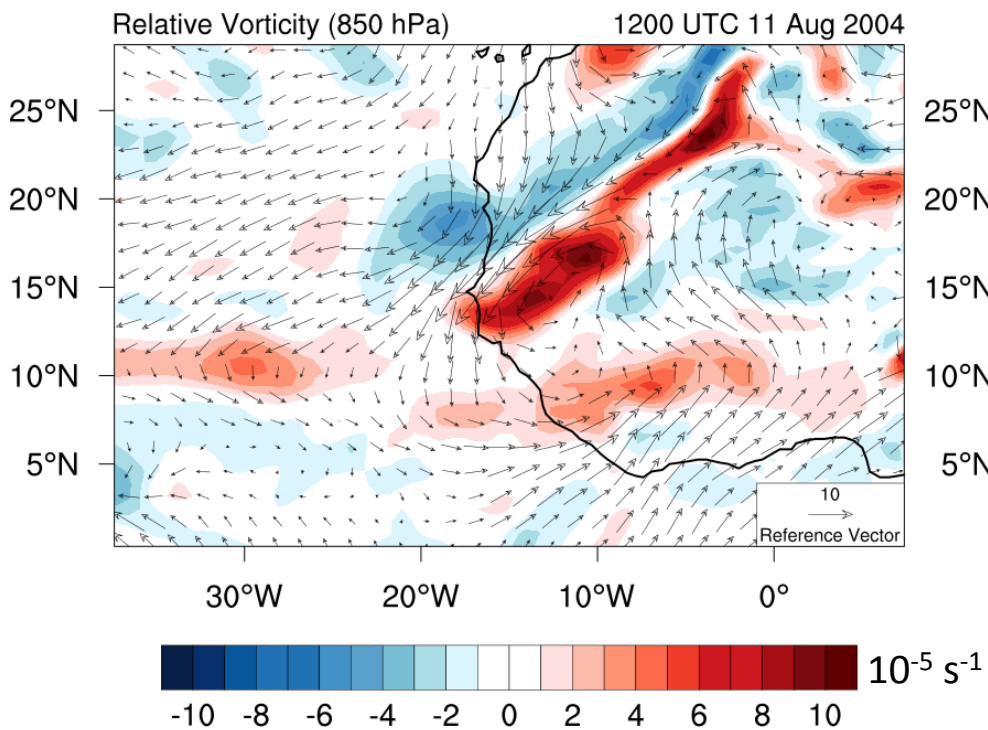 Relative Vorticity (850 hPa) 1200 UTC 11 Aug 2004
25°N 25°N
20°N 20°N
15°N 15°N
10°N 10°N
5°N 5°N
10
Reference Vector
30°W 20°W 10°W 0°
10⁻⁵ s⁻¹
-10 -8 -6 -4 -2 0 2 4 6 8 10